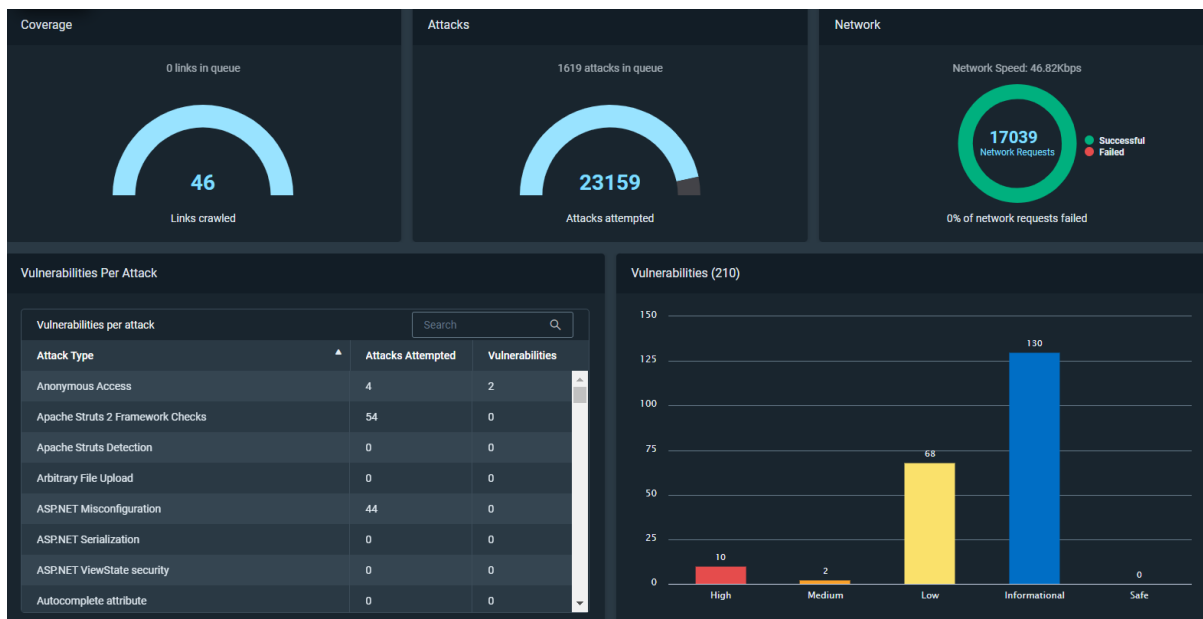 Coverage
0 links in queue
46
Links crawled
Attacks
1619 attacks in queue
23159
Attacks attempted
Network
Network Speed: 46.82Kbps
17039
Network Requests
Successful
Failed
0% of network requests failed
Vulnerabilities Per Attack
Vulnerabilities per attack
Search
Attack Type Attacks Attempted Vulnerabilities
Anonymous Access 4 2
Apache Struts 2 Framework Checks 54 0
Apache Struts Detection 0 0
Arbitrary File Upload 0 0
ASP.NET Misconfiguration 44 0
ASP.NET Serialization 0 0
ASP.NET ViewState security 0 0
Autocomplete attribute 0 0
Vulnerabilities (210)
150
125
100
75
50
25
0
10
2
68
130
0
High Medium Low Informational Safe